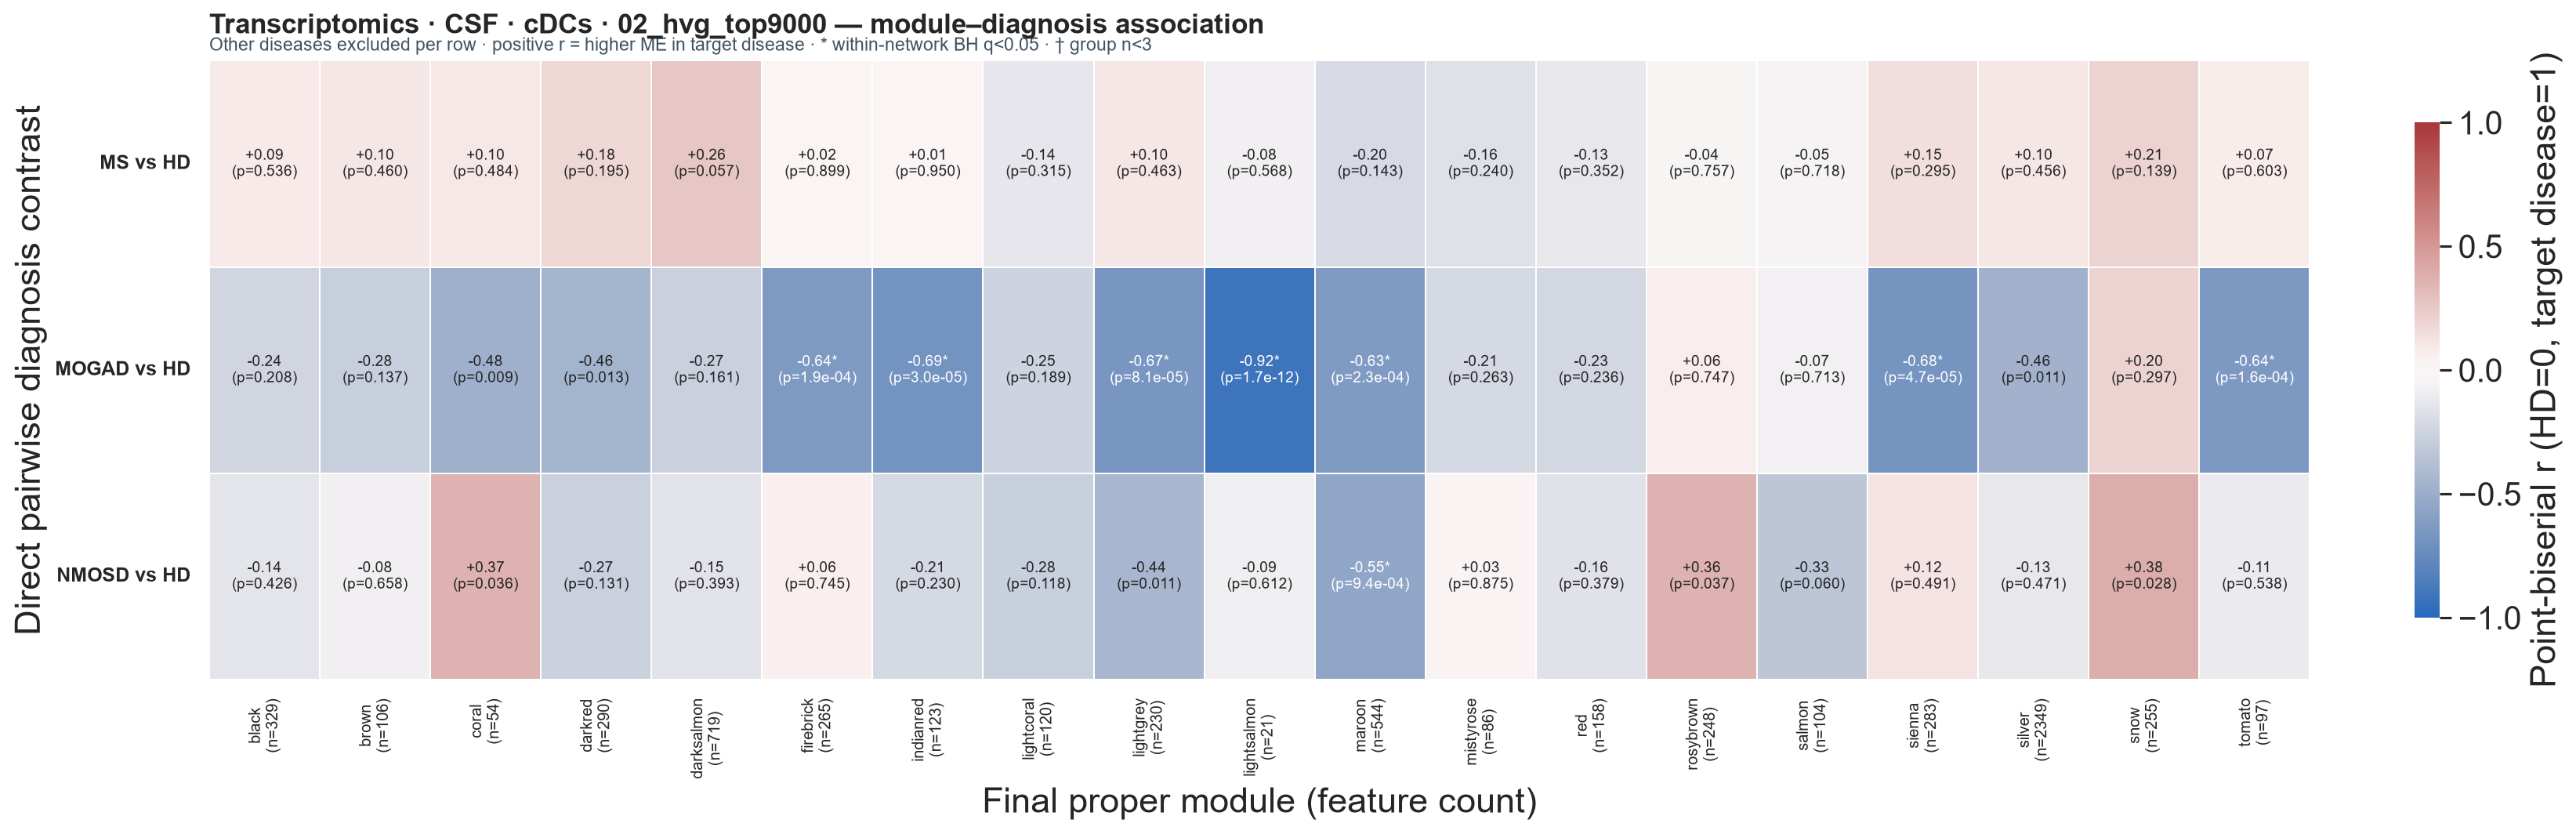 Transcriptomics · CSF · cDCs · 02_hvg_top9000 — module–diagnosis association
Other diseases excluded per row · positive r = higher ME in target disease · * within-network BH q<0.05 · † group n<3
Direct pairwise diagnosis contrast
MS vs HD
+0.09 +0.10 +0.10 +0.18 +0.26 +0.02 +0.01 -0.14 +0.10 -0.08 -0.20 -0.16 -0.13 -0.04 -0.05 +0.15 +0.10 +0.21 +0.07
(p=0.536) (p=0.460) (p=0.484) (p=0.195) (p=0.057) (p=0.899) (p=0.950) (p=0.315) (p=0.463) (p=0.568) (p=0.143) (p=0.240) (p=0.352) (p=0.757) (p=0.718) (p=0.295) (p=0.456) (p=0.139) (p=0.603)
MOGAD vs HD
-0.24 -0.28 -0.48 -0.46 -0.27 -0.64* -0.69* -0.25 -0.67* -0.92* -0.63* -0.21 -0.23 +0.06 -0.07 -0.68* -0.46 +0.20 -0.64*
(p=0.208) (p=0.137) (p=0.009) (p=0.013) (p=0.161) (p=1.9e-04) (p=3.0e-05) (p=0.189) (p=8.1e-05) (p=1.7e-12) (p=2.3e-04) (p=0.263) (p=0.236) (p=0.747) (p=0.713) (p=4.7e-05) (p=0.011) (p=0.297) (p=1.6e-04)
NMOSD vs HD
-0.14 -0.08 +0.37 -0.27 -0.15 +0.06 -0.21 -0.28 -0.44 -0.09 -0.55* +0.03 -0.16 +0.36 -0.33 +0.12 -0.13 +0.38 -0.11
(p=0.426) (p=0.658) (p=0.036) (p=0.131) (p=0.393) (p=0.745) (p=0.230) (p=0.118) (p=0.011) (p=0.612) (p=9.4e-04) (p=0.875) (p=0.379) (p=0.037) (p=0.060) (p=0.491) (p=0.471) (p=0.028) (p=0.538)
black
(n=329)
brown
(n=106)
coral
(n=54)
darkred
(n=290)
darksalmon
(n=719)
firebrick
(n=265)
indianred
(n=123)
lightcoral
(n=120)
lightgrey
(n=230)
lightsalmon
(n=21)
maroon
(n=544)
mistyrose
(n=86)
red
(n=158)
rosybrown
(n=248)
salmon
(n=104)
sienna
(n=283)
silver
(n=2349)
snow
(n=255)
tomato
(n=97)
Final proper module (feature count)
1.0
0.5
0.0
−0.5
−1.0
Point-biserial r (HD=0, target disease=1)